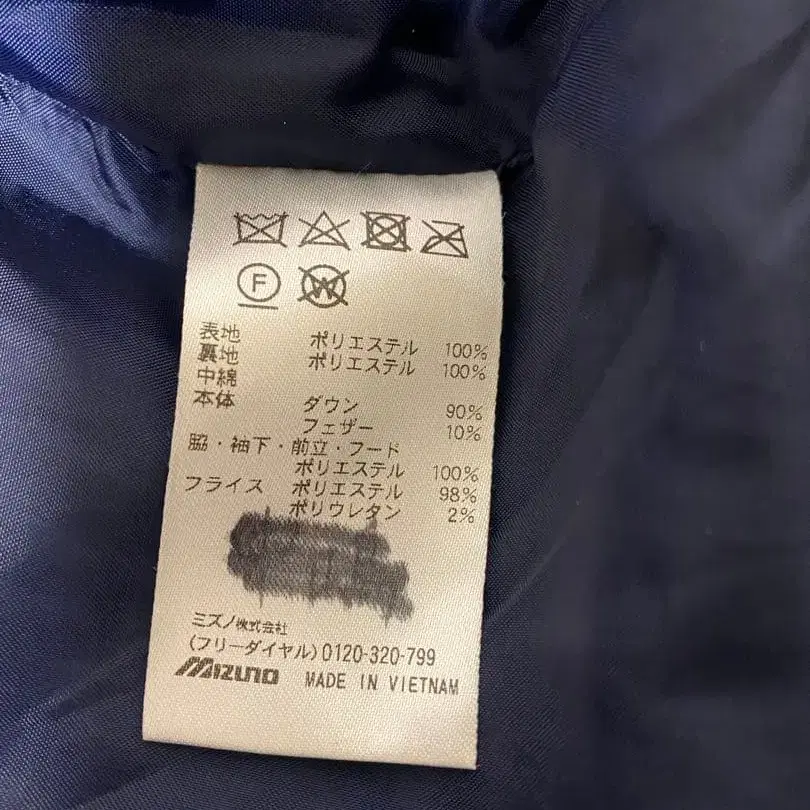 F
W
表地 ポリエステル 100%
裏地 ポリエステル 100%
中綿
本体 ダウン 90%
フェザー 10%
脇・袖下・前立・フード
ポリエステル 100%
フライス ポリエステル 98%
ポリウレタン 2%
ミズノ株式会社
(フリーダイヤル)0120-320-799
MIZUNO MADE IN VIETNAM